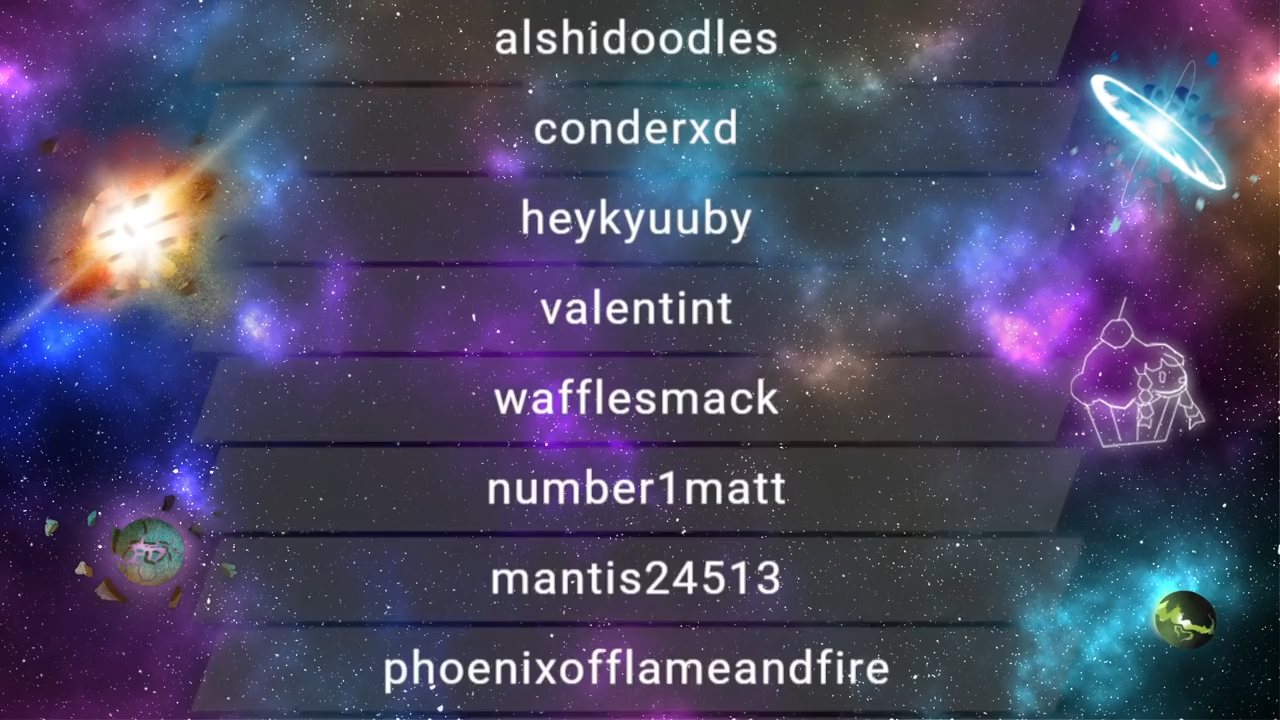 alshidoodles
conderxd
heykyuuby
valentint
wafflesmack
number1matt
mantis24513
phoenixofflameandfire